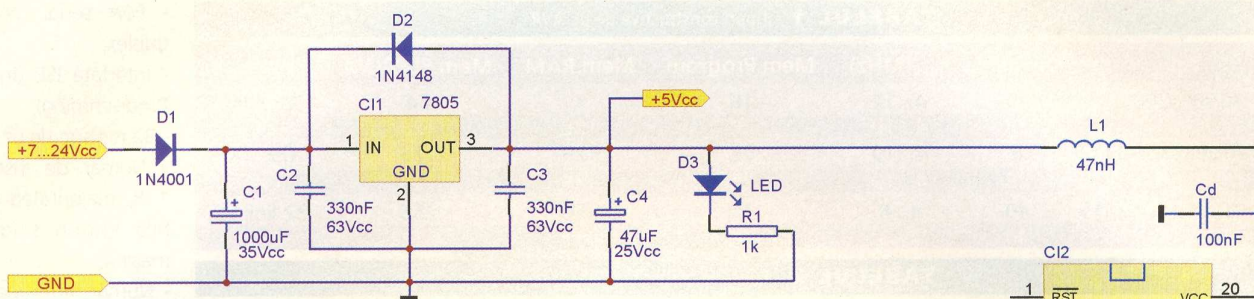 D2
1N4148
CI1
7805
+5Vcc
D1
+7...24Vcc
1N4001
1
IN
OUT
3
GND
2
C1
+
1000uF
35Vcc
C2
330nF
63Vcc
C3
330nF
63Vcc
+
C4
47uF
25Vcc
D3
LED
R1
1k
L1
47nH
Cd
100nF
GND
CI2
1
RST
VCC
20